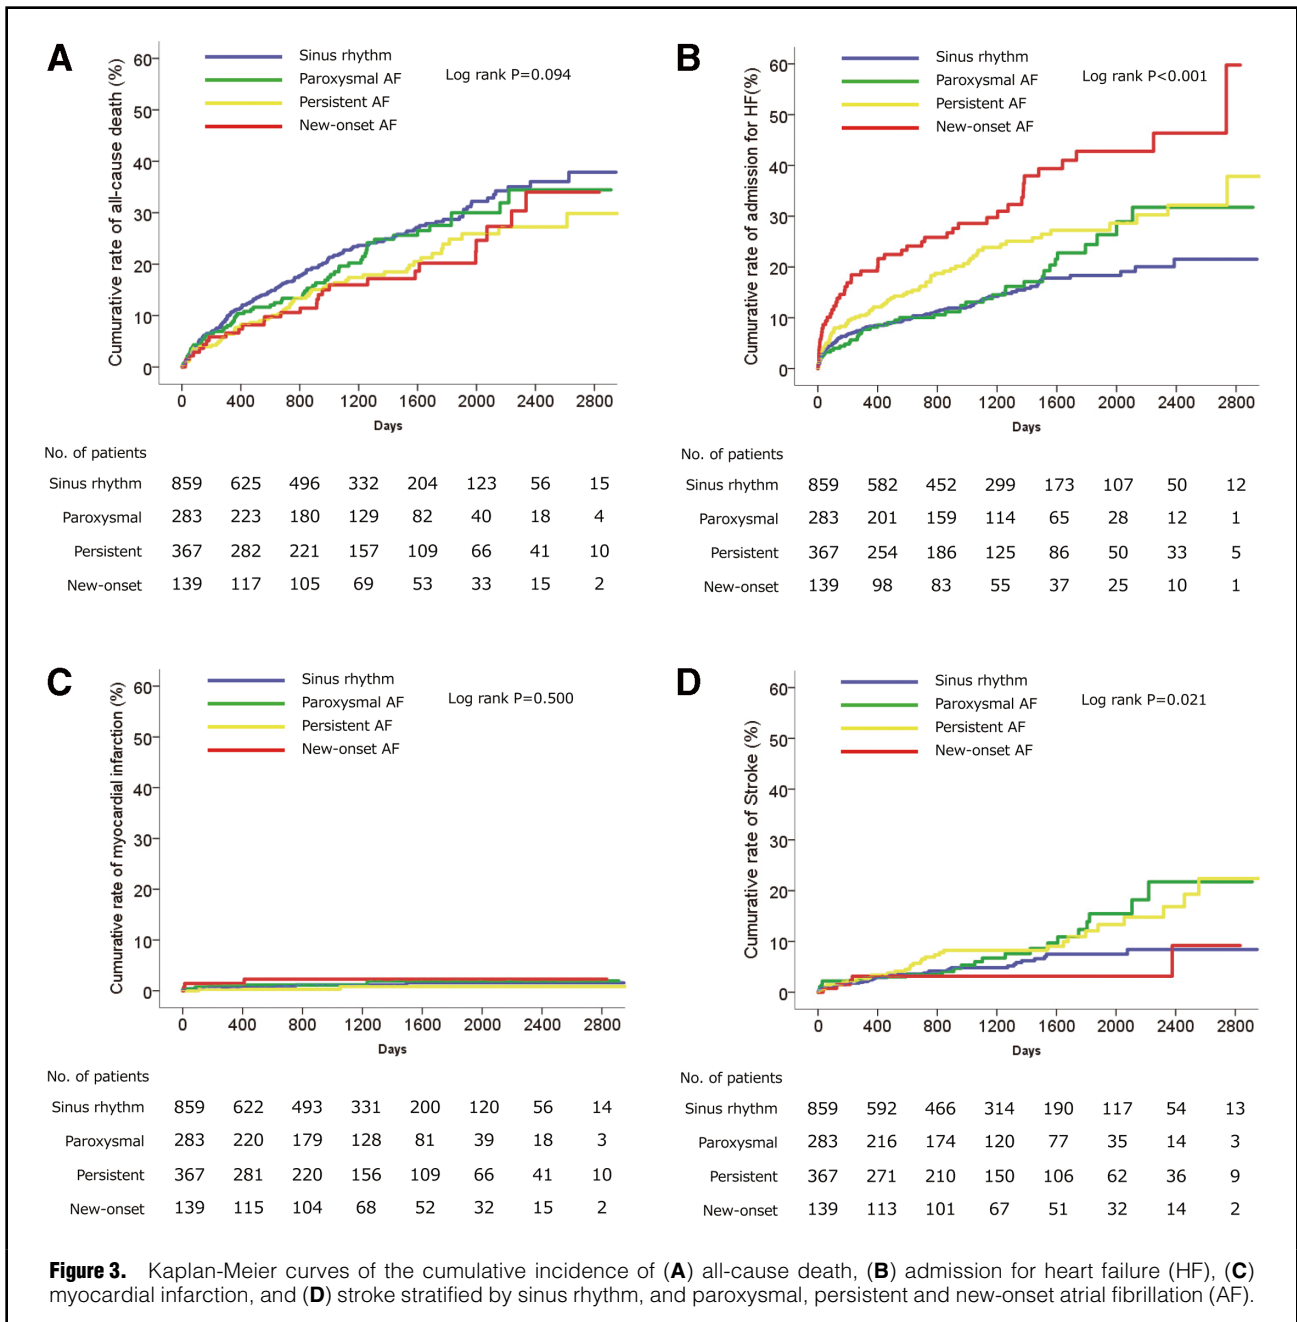 A
Sinus rhythm
Paroxysmal AF
Persistent AF
New-onset AF
Log rank P=0.094
Cumurative rate of all-cause death (%)
60
50
40
30
20
10
0
0 400 800 1200 1600 2000 2400 2800
Days
No. of patients
Sinus rhythm 859 625 496 332 204 123 56 15
Paroxysmal 283 223 180 129 82 40 18 4
Persistent 367 282 221 157 109 66 41 10
New-onset 139 117 105 69 53 33 15 2
B
Sinus rhythm
Paroxysmal AF
Persistent AF
New-onset AF
Log rank P<0.001
Cumurative rate of admission for HF(%)
60
50
40
30
20
10
0
0 400 800 1200 1600 2000 2400 2800
Days
No. of patients
Sinus rhythm 859 582 452 299 173 107 50 12
Paroxysmal 283 201 159 114 65 28 12 1
Persistent 367 254 186 125 86 50 33 5
New-onset 139 98 83 55 37 25 10 1
C
Sinus rhythm
Paroxysmal AF
Persistent AF
New-onset AF
Log rank P=0.500
Cumurative rate of myocardial infarction (%)
60
50
40
30
20
10
0
0 400 800 1200 1600 2000 2400 2800
Days
No. of patients
Sinus rhythm 859 622 493 331 200 120 56 14
Paroxysmal 283 220 179 128 81 39 18 3
Persistent 367 281 220 156 109 66 41 10
New-onset 139 115 104 68 52 32 15 2
D
Sinus rhythm
Paroxysmal AF
Persistent AF
New-onset AF
Log rank P=0.021
Cumurative rate of Stroke (%)
60
50
40
30
20
10
0
0 400 800 1200 1600 2000 2400 2800
Days
No. of patients
Sinus rhythm 859 592 466 314 190 117 54 13
Paroxysmal 283 216 174 120 77 35 14 3
Persistent 367 271 210 150 106 62 36 9
New-onset 139 113 101 67 51 32 14 2
Figure 3. Kaplan-Meier curves of the cumulative incidence of (A) all-cause death, (B) admission for heart failure (HF), (C)
myocardial infarction, and (D) stroke stratified by sinus rhythm, and paroxysmal, persistent and new-onset atrial fibrillation (AF).